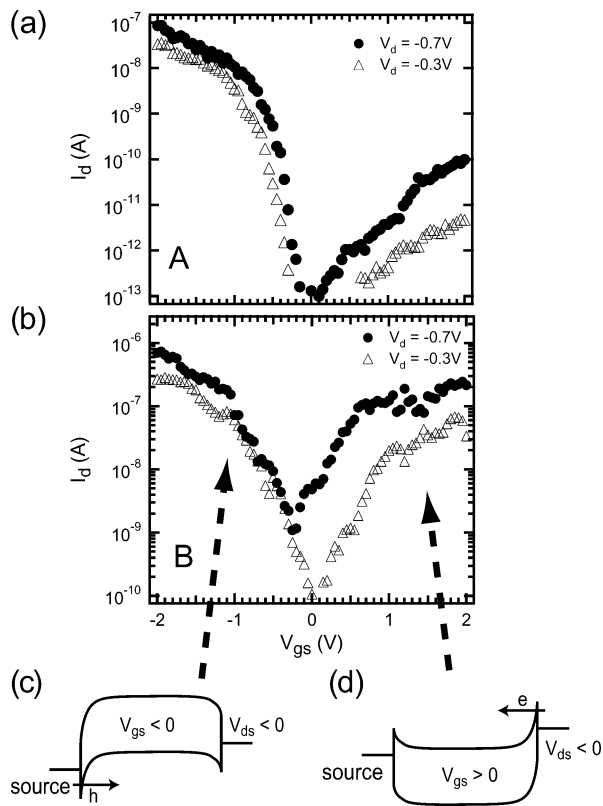 (a)
10⁻⁷
10⁻⁸
10⁻⁹
10⁻¹⁰
10⁻¹¹
10⁻¹²
10⁻¹³
I_d (A)
V_d = -0.7V
V_d = -0.3V
A
(b)
10⁻⁶
10⁻⁷
10⁻⁸
10⁻⁹
10⁻¹⁰
I_d (A)
V_d = -0.7V
V_d = -0.3V
B
-2 -1 0 1 2
V_gs (V)
(c)
V_gs < 0
V_ds < 0
source
h
(d)
e
V_ds < 0
source
V_gs > 0